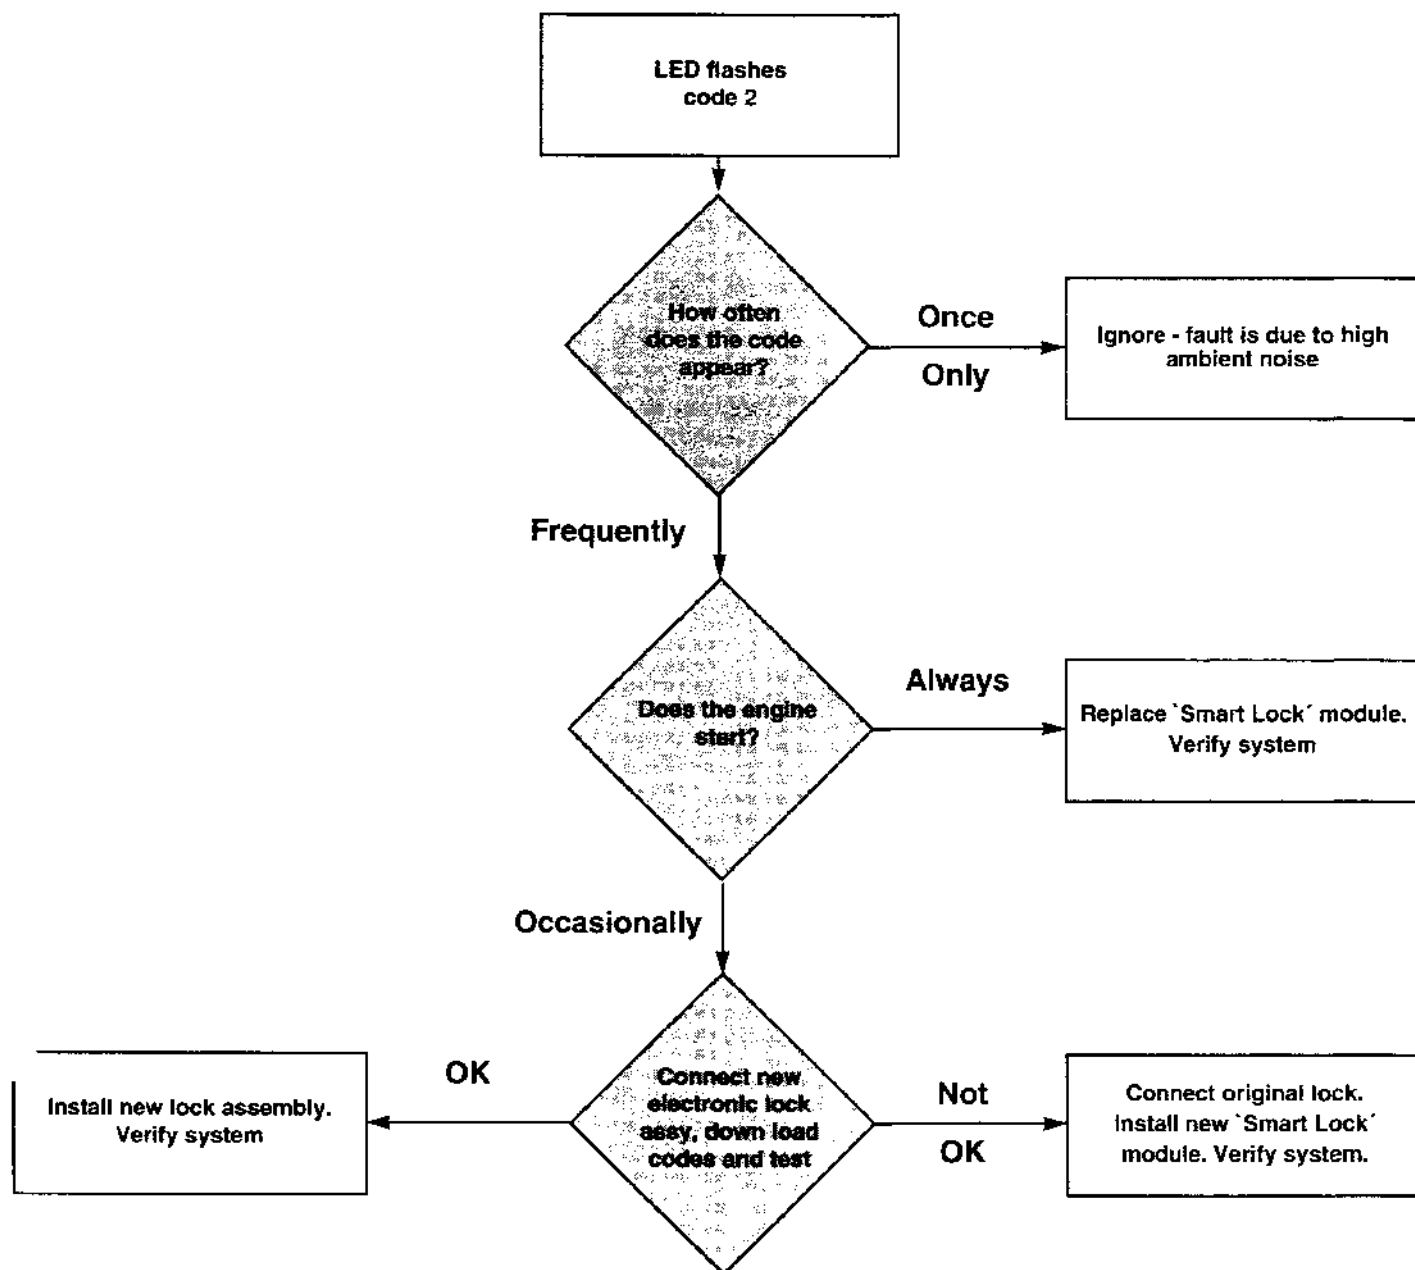 LED flashes
code 2
How often
does the code
appear?
Once
Only
Ignore - fault is due to high
ambient noise
Frequently
Does the engine
start?
Always
Replace `Smart Lock´ module.
Verify system
Occasionally
Connect new
electronic lock
assy, down load
codes and test
OK
Install new lock assembly.
Verify system
Not
OK
Connect original lock.
Install new `Smart Lock´
module. Verify system.